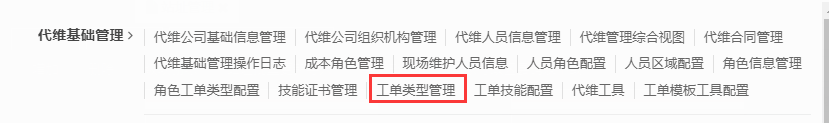 代维基础管理 > 代维公司基础信息管理 代维公司组织机构管理 代维人员信息管理 代维管理综合视图 代维合同管理
代维基础管理操作日志 成本角色管理 现场维护人员信息 人员角色配置 人员区域配置 角色信息管理
角色工单类型配置 技能证书管理 工单类型管理 工单技能配置 代维工具 工单模板工具配置